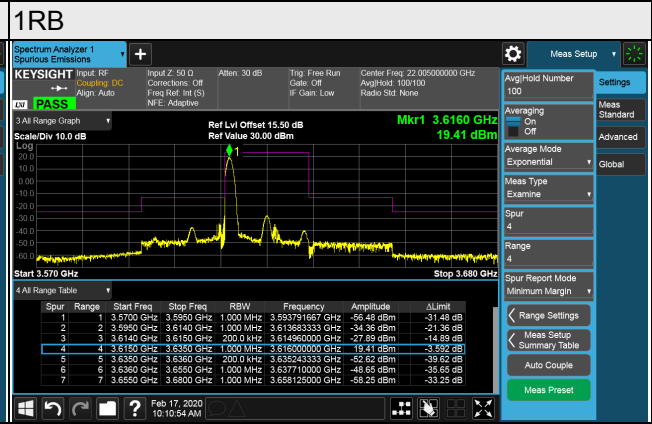 1RB
Spectrum Analyzer 1
Spurious Emissions
Meas Setup
KEYSIGHT
Input: RF
Coupling: DC
Align: Auto
Input Z: 50 Ω
Corrections: Off
Freq Ref: Int (S)
NFE: Adaptive
Atten: 30 dB
Trig: Free Run
Gate: Off
IF Gain: Low
Center Freq: 22.005000000 GHz
Avg|Hold: 100/100
Radio Std: None
LXI
PASS
3 All Range Graph
Scale/Div 10.0 dB
Ref Lvl Offset 15.50 dB
Ref Value 30.00 dBm
Mkr1 3.6160 GHz
19.41 dBm
Log
20.0
10.0
0.00
-10.0
-20.0
-30.0
-40.0
-50.0
-60.0
1
Start 3.570 GHz
Stop 3.680 GHz
4 All Range Table
Spur Range Start Freq Stop Freq RBW Frequency Amplitude ΔLimit
1 1 3.5700 GHz 3.5950 GHz 1.000 MHz 3.593791667 GHz -56.48 dBm -31.48 dB
2 2 3.5950 GHz 3.6140 GHz 1.000 MHz 3.613683333 GHz -34.36 dBm -21.36 dB
3 3 3.6140 GHz 3.6150 GHz 200.0 kHz 3.614960000 GHz -27.89 dBm -14.89 dB
4 4 3.6150 GHz 3.6350 GHz 1.000 MHz 3.616000000 GHz 19.41 dBm -3.592 dB
5 5 3.6350 GHz 3.6360 GHz 200.0 kHz 3.635243333 GHz -52.62 dBm -39.62 dB
6 6 3.6360 GHz 3.6550 GHz 1.000 MHz 3.637710000 GHz -48.65 dBm -35.65 dB
7 7 3.6550 GHz 3.6800 GHz 1.000 MHz 3.658125000 GHz -58.25 dBm -33.25 dB
Feb 17, 2020
10:10:54 AM
Avg|Hold Number
100
Averaging
On
Off
Average Mode
Exponential
Meas Type
Examine
Spur
4
Range
4
Spur Report Mode
Minimum Margin
Range Settings
Meas Setup
Summary Table
Auto Couple
Meas Preset
Settings
Meas
Standard
Advanced
Global